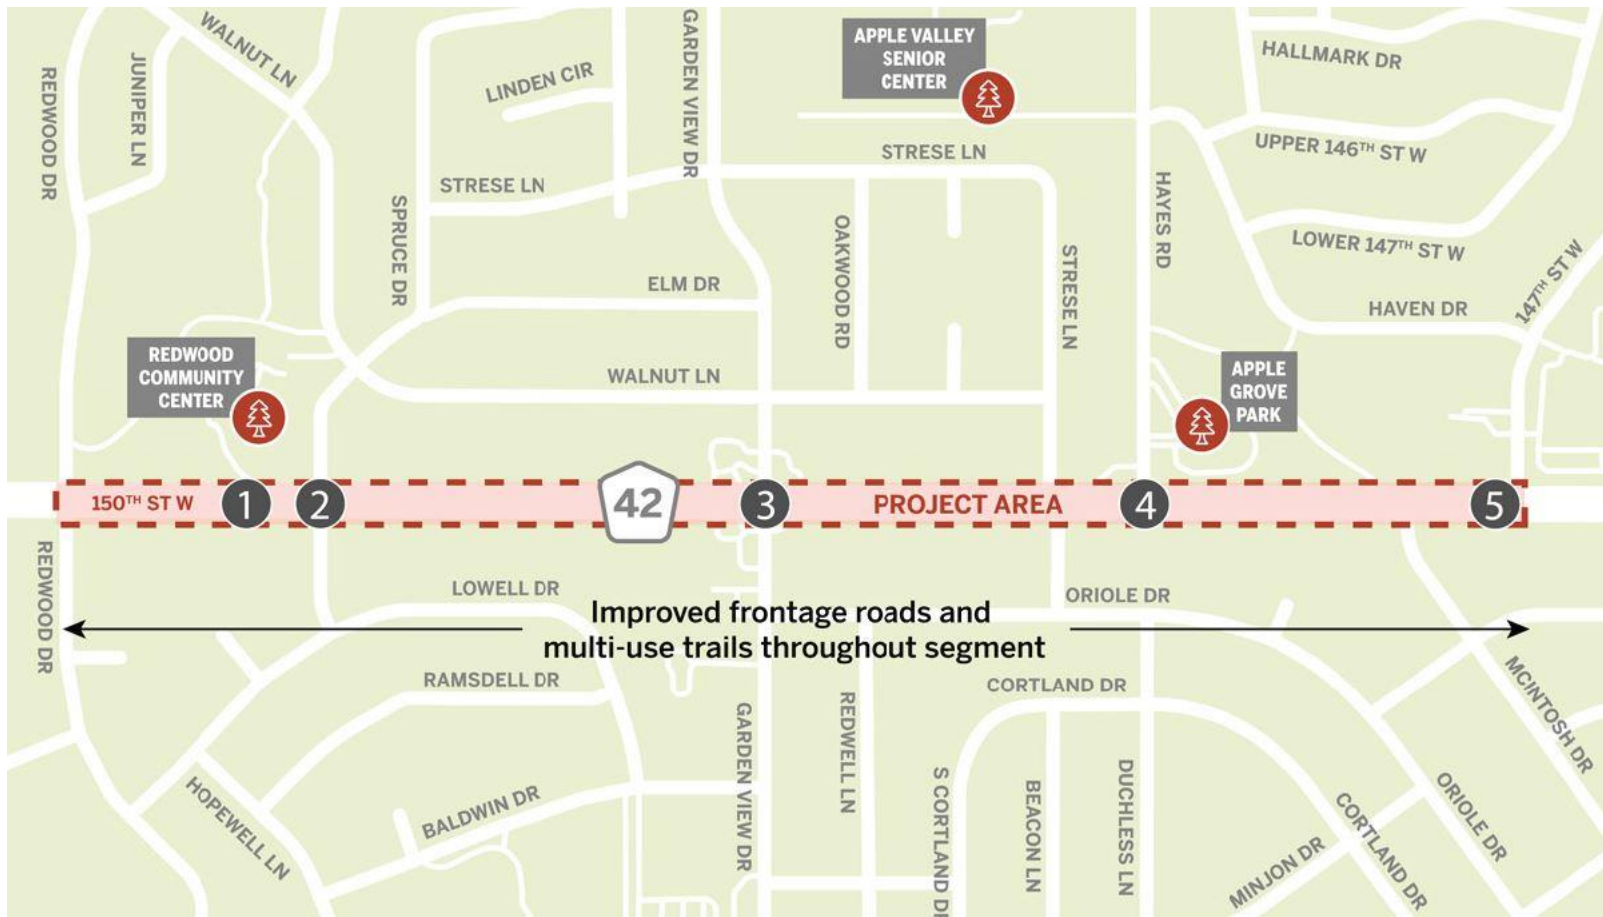 WALNUT LN
GARDEN VIEW DR
APPLE VALLEY
SENIOR
CENTER
HALLMARK DR
REDWOOD DR
JUNIPER LN
LINDEN CIR
UPPER 146TH ST W
STRESE LN
STRESE LN
HAYES RD
SPRUCE DR
OAKWOOD RD
STRESE LN
LOWER 147TH ST W
147TH ST W
ELM DR
HAVEN DR
REDWOOD
COMMUNITY
CENTER
WALNUT LN
APPLE
GROVE
PARK
150TH ST W
1
2
42
3
PROJECT AREA
4
5
REDWOOD DR
LOWELL DR
ORIOLE DR
Improved frontage roads and
multi-use trails throughout segment
RAMSDELL DR
CORTLAND DR
MCINTOSH DR
GARDEN VIEW DR
REDWELL LN
S CORTLAND DR
BEACON LN
DUCHLESS LN
HOPEWELL LN
BALDWIN DR
MINJON DR
CORTLAND DR
ORIOLE DR